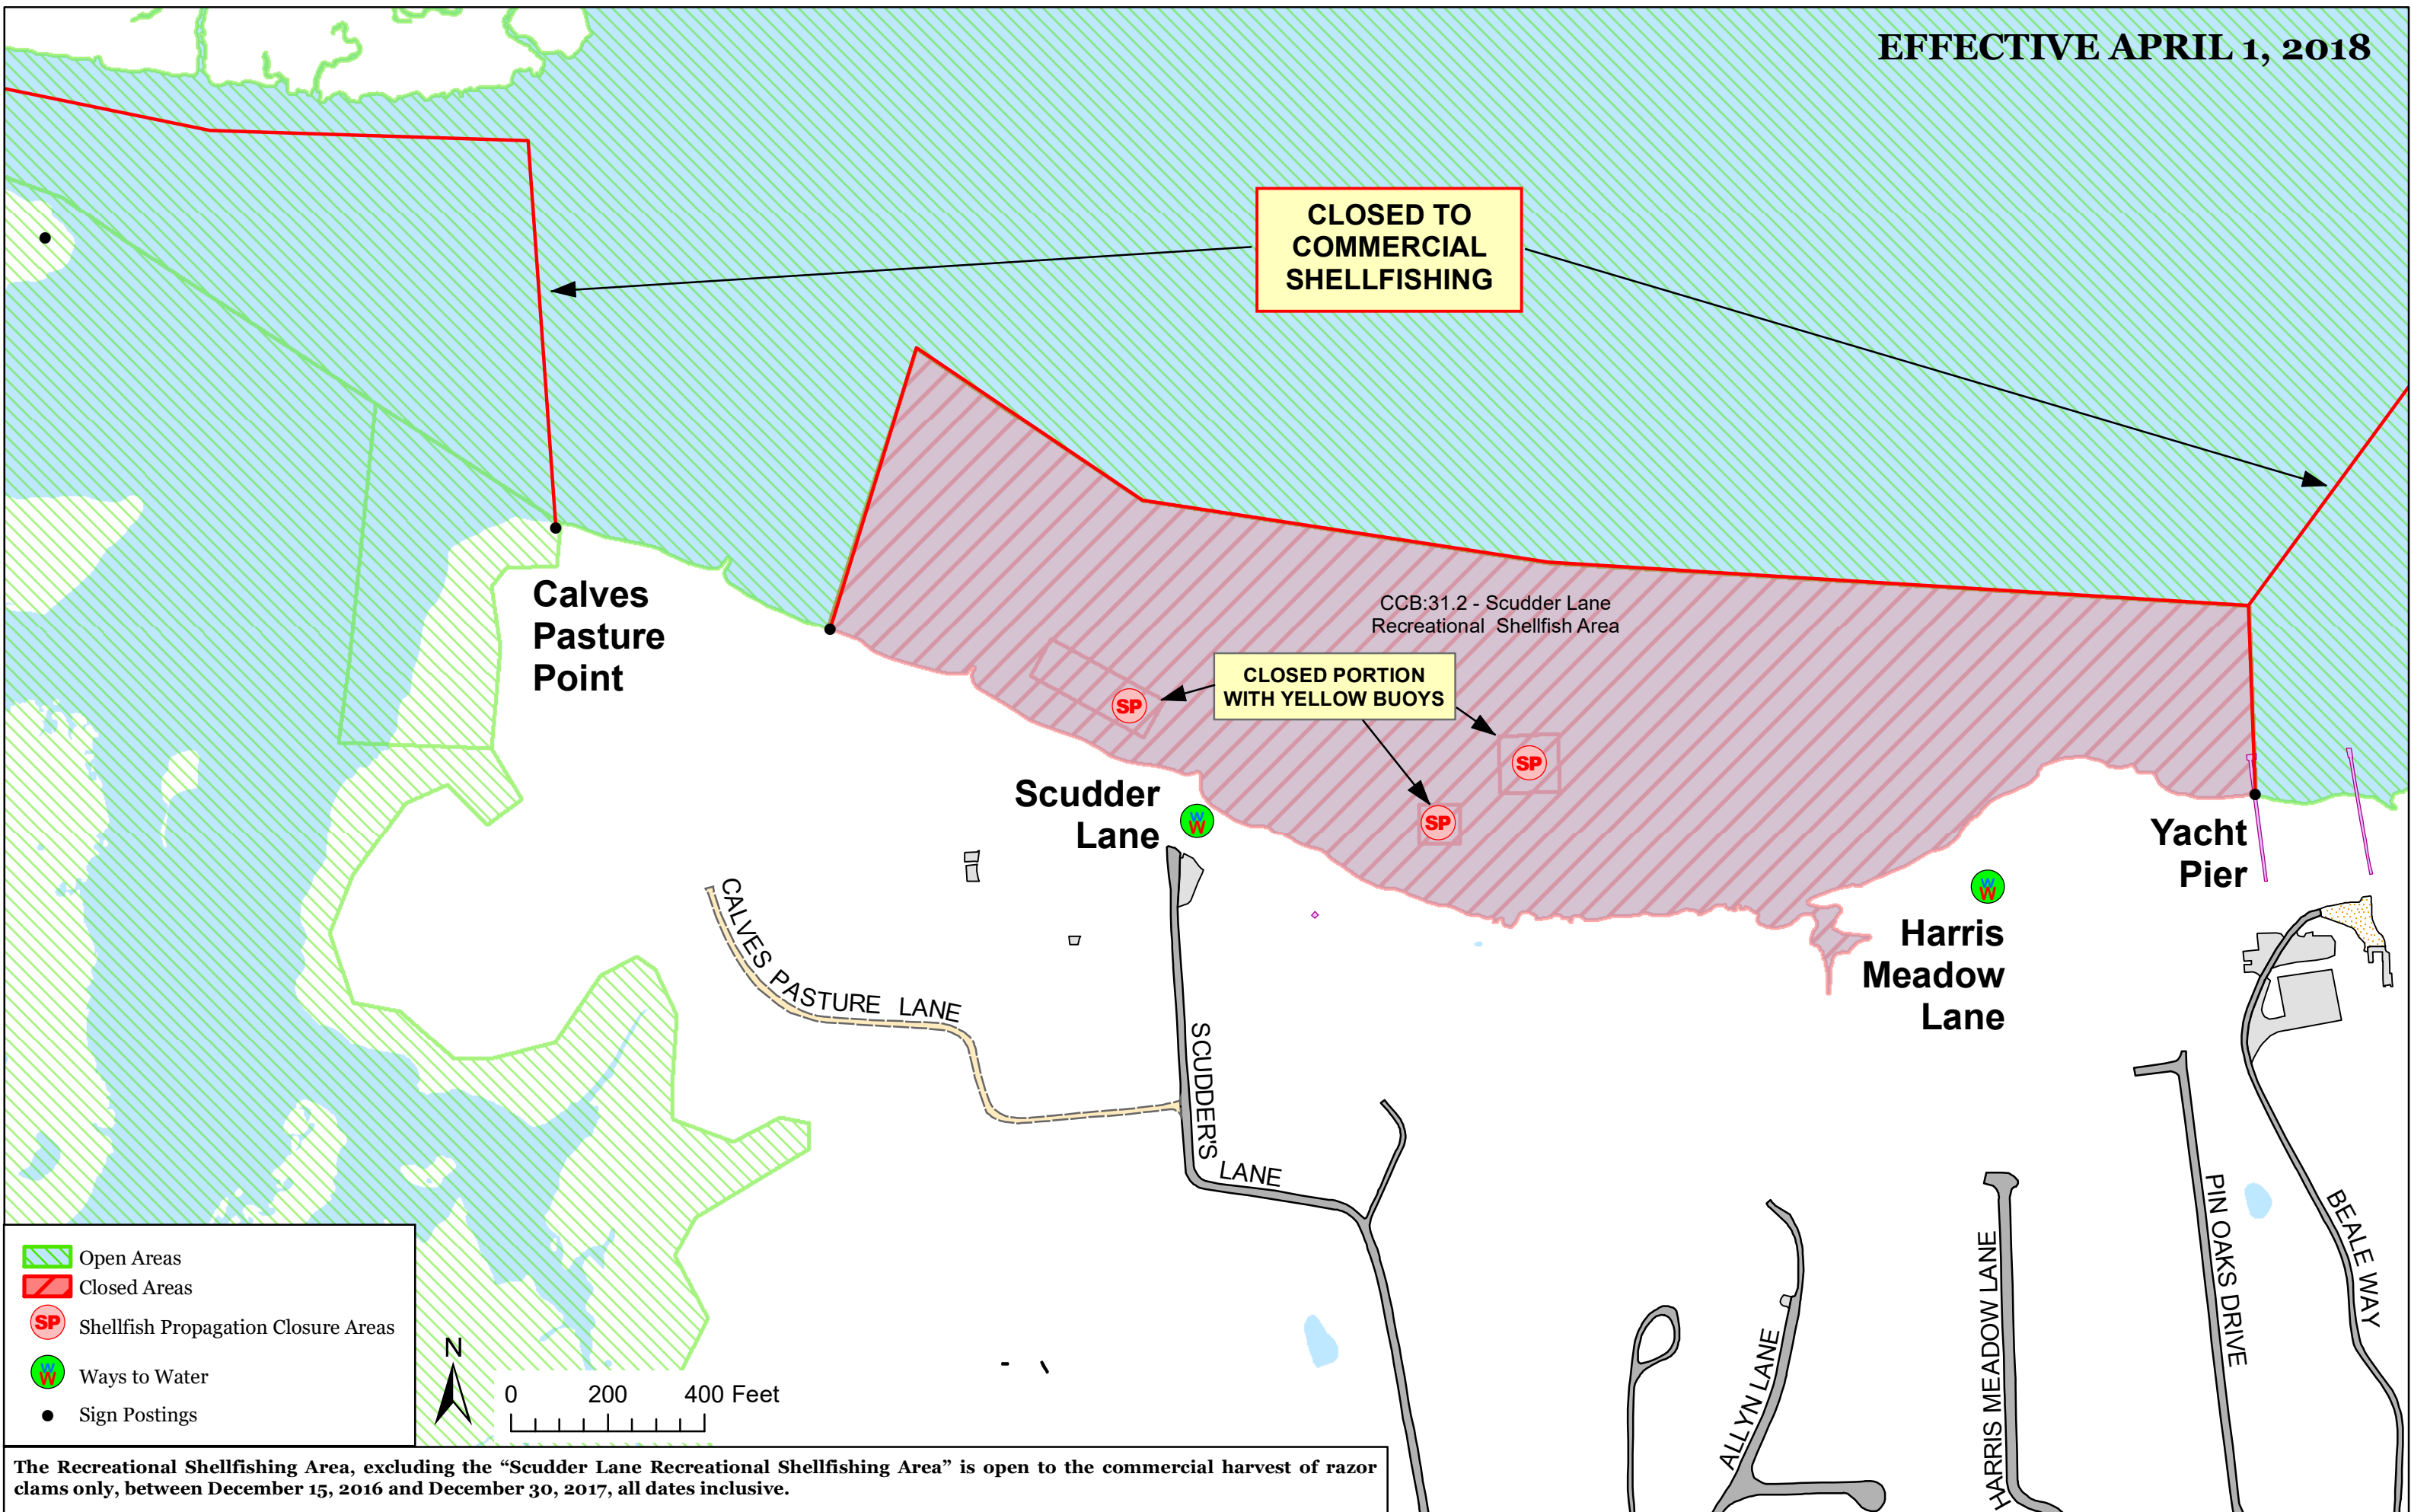 EFFECTIVE APRIL 1, 2018
CLOSED TO
COMMERCIAL
SHELLFISHING
Calves
Pasture
Point
CCB:31.2 - Scudder Lane
Recreational Shellfish Area
CLOSED PORTION
WITH YELLOW BUOYS
SP
SP
SP
Scudder
Lane
W
W
Yacht
Pier
W
W
Harris
Meadow
Lane
CALVES PASTURE LANE
SCUDDER'S
LANE
ALLYN LANE
HARRIS MEADOW LANE
H
PIN OAKS DRIVE
BEALE WAY
Open Areas
Closed Areas
SP Shellfish Propagation Closure Areas
W
W Ways to Water
Sign Postings
N
0 200 400 Feet
The Recreational Shellfishing Area, excluding the “Scudder Lane Recreational Shellfishing Area” is open to the commercial harvest of razor
clams only, between December 15, 2016 and December 30, 2017, all dates inclusive.